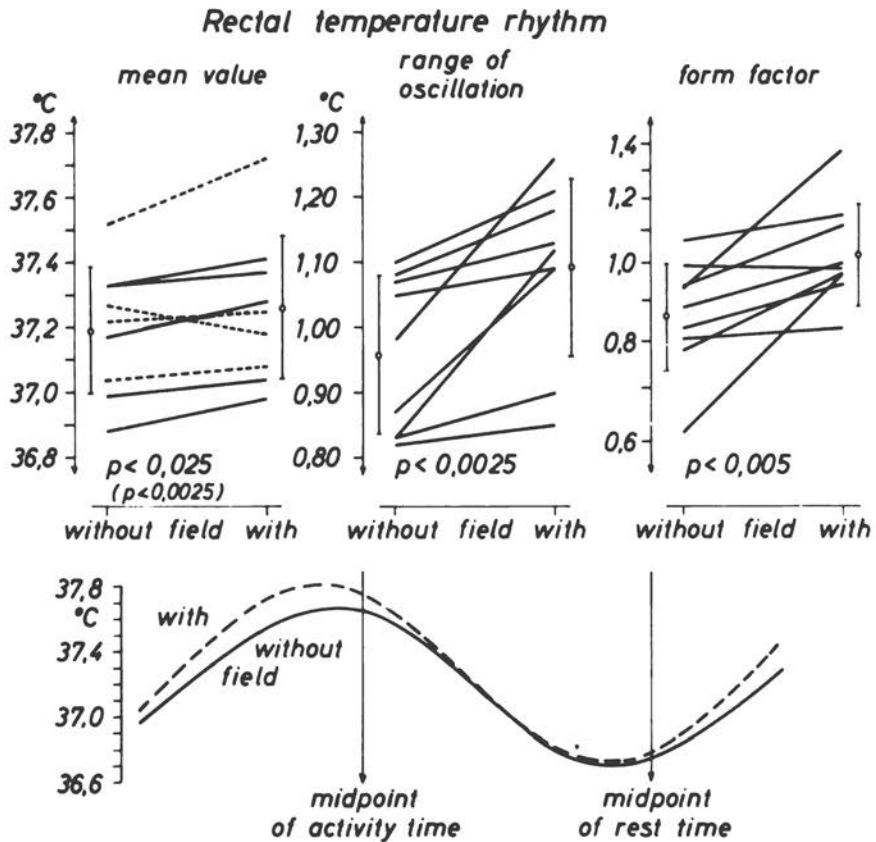 Rectal temperature rhythm
mean value
°C
37,8
37,6
37,4
37,2
37,0
36,8
p < 0,025
(p<0,0025)
without field with
range of
oscillation
°C
1,30
1,20
1,10
1,00
0,90
0,80
p < 0,0025
without field with
form factor
1,4
1,2
1,0
0,8
0,6
p < 0,005
without field with
37,8
°C
37,4
37,0
36,6
with
without
field
midpoint
of activity time
midpoint
of rest time